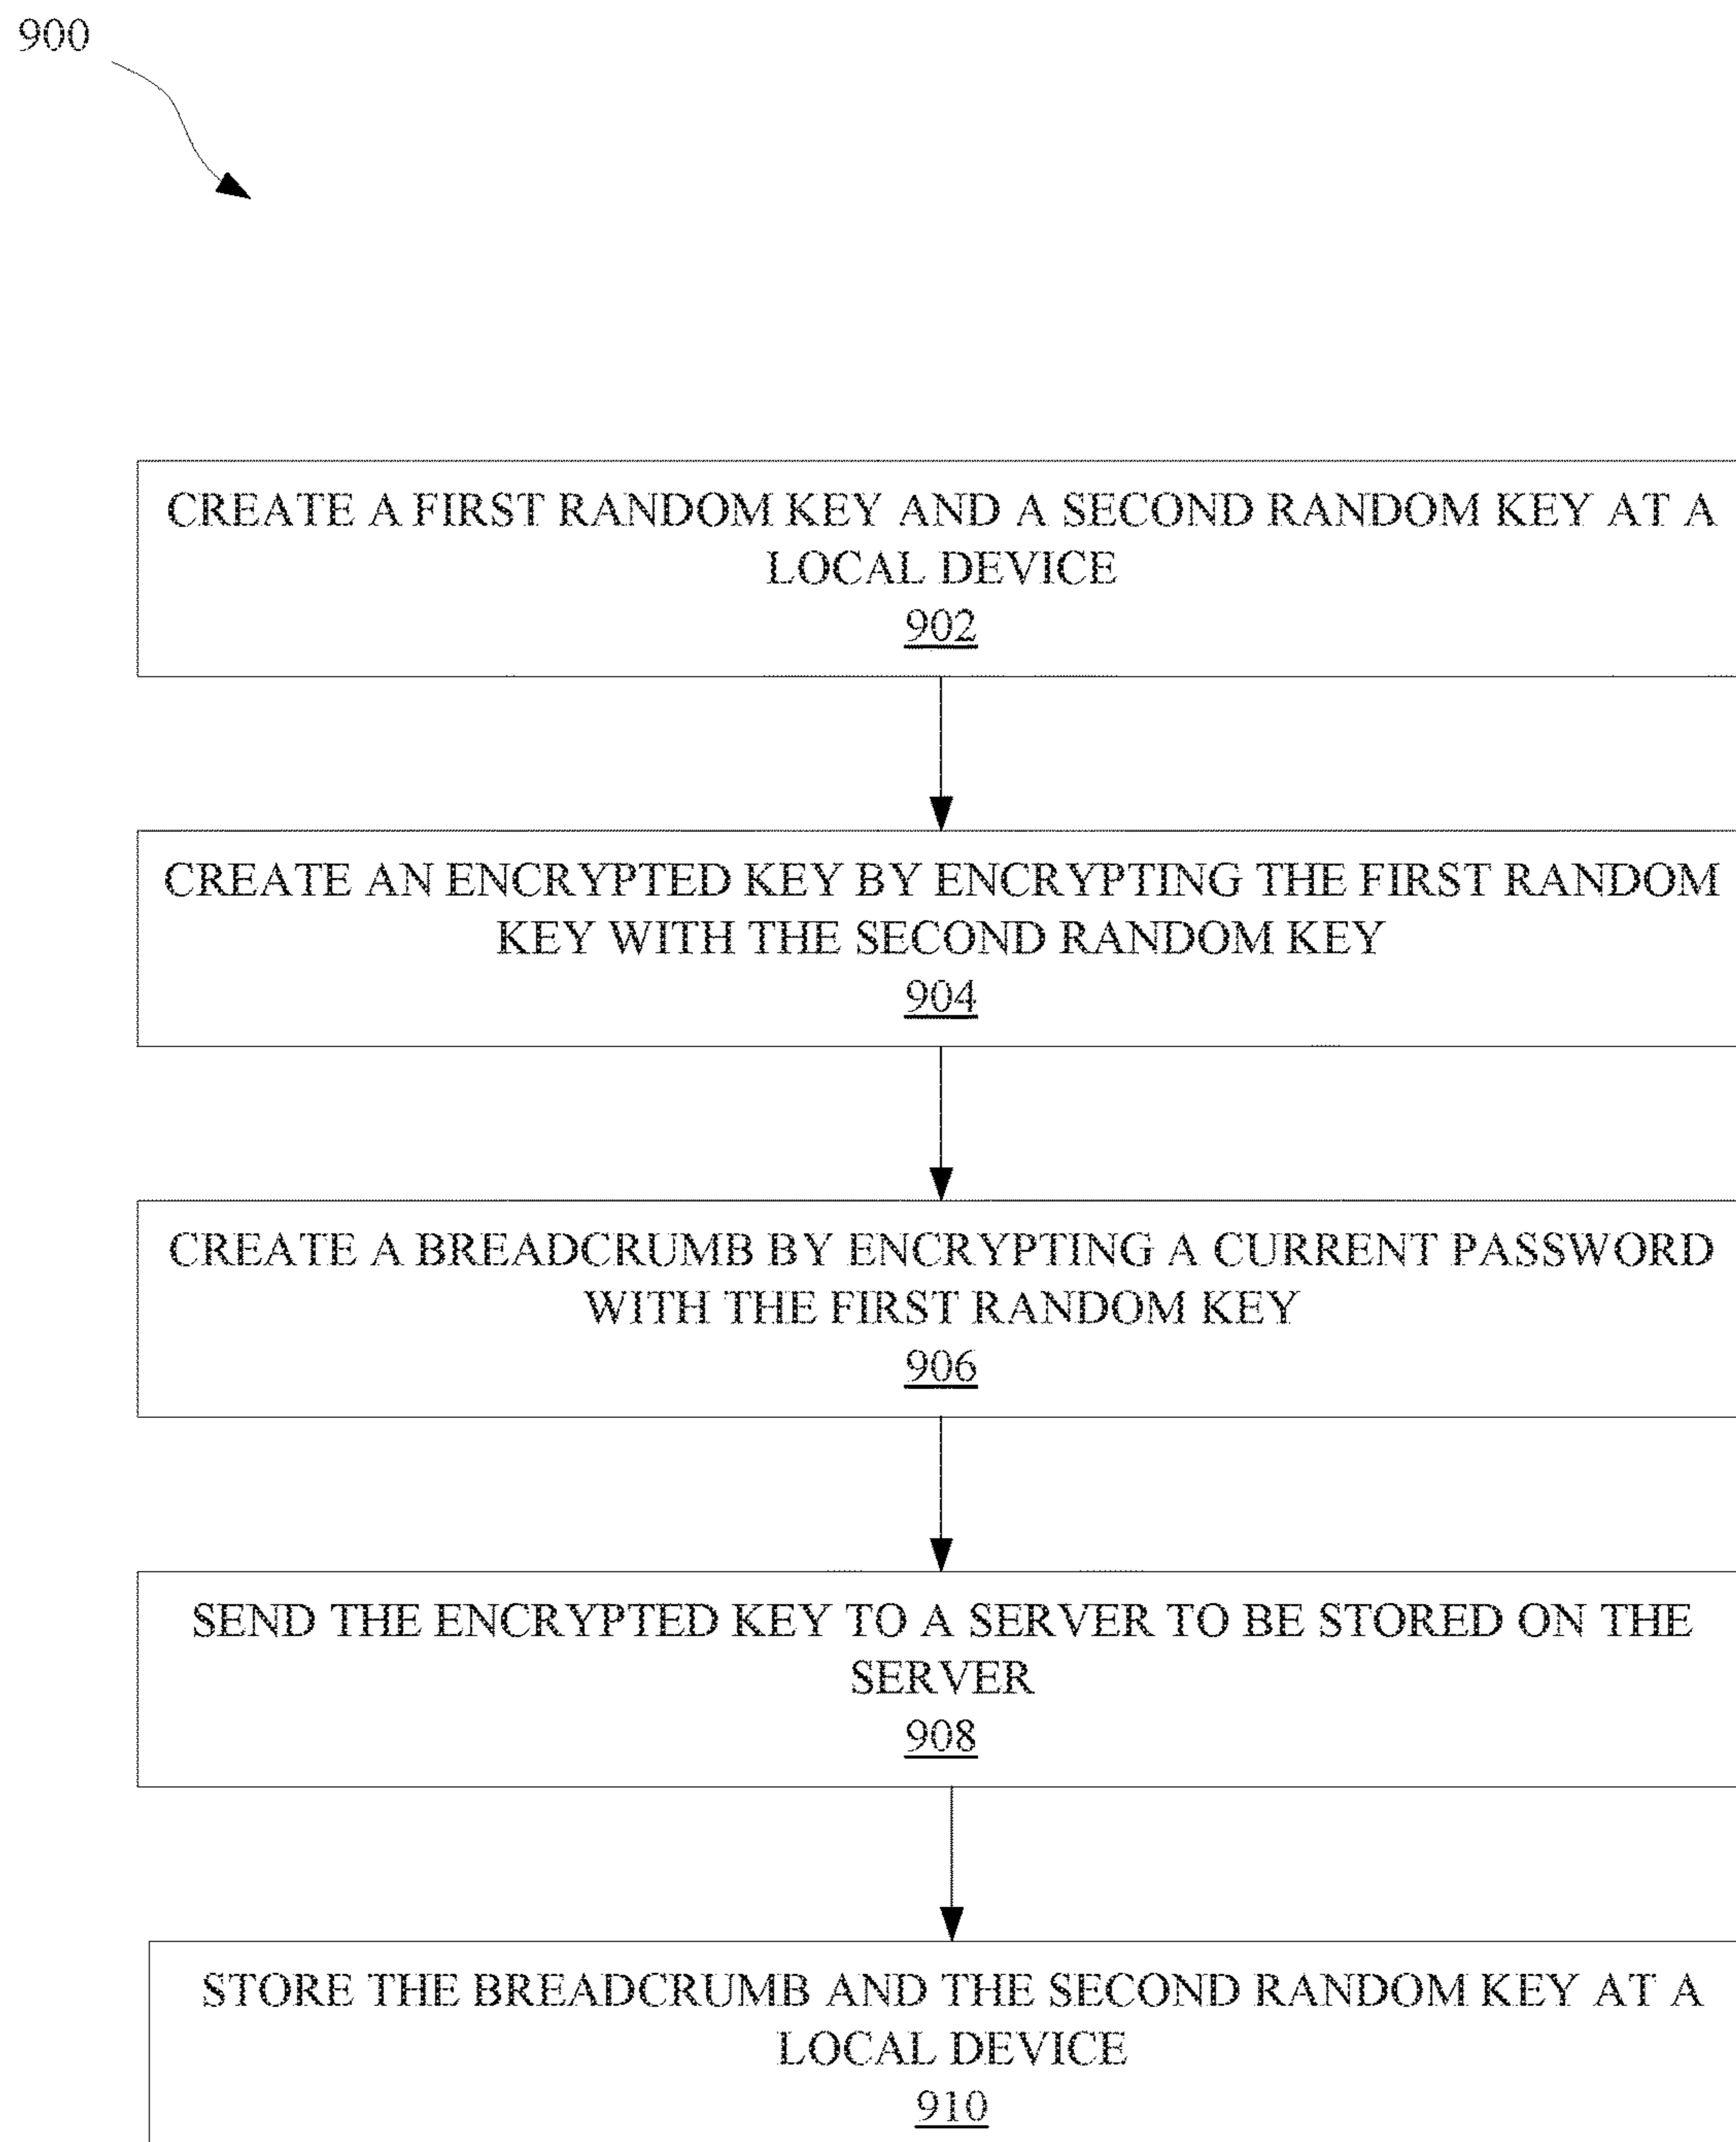 900
CREATE A FIRST RANDOM KEY AND A SECOND RANDOM KEY AT A
LOCAL DEVICE
902
CREATE AN ENCRYPTED KEY BY ENCRYPTING THE FIRST RANDOM
KEY WITH THE SECOND RANDOM KEY
904
CREATE A BREADCRUMB BY ENCRYPTING A CURRENT PASSWORD
WITH THE FIRST RANDOM KEY
906
SEND THE ENCRYPTED KEY TO A SERVER TO BE STORED ON THE
SERVER
908
STORE THE BREADCRUMB AND THE SECOND RANDOM KEY AT A
LOCAL DEVICE
910